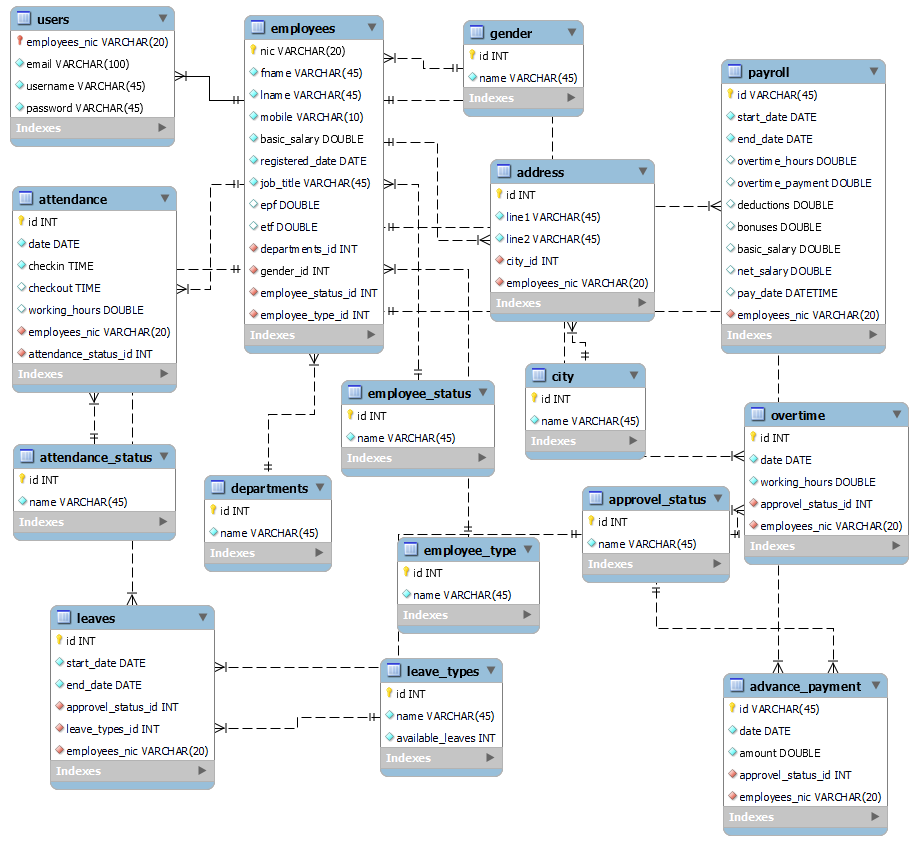 users
employees_nic VARCHAR(20)
email VARCHAR(100)
username VARCHAR(45)
password VARCHAR(45)
Indexes
employees
nic VARCHAR(20)
fname VARCHAR(45)
lname VARCHAR(45)
mobile VARCHAR(10)
basic_salary DOUBLE
registered_date DATE
job_title VARCHAR(45)
epf DOUBLE
etf DOUBLE
departments_id INT
gender_id INT
employee_status_id INT
employee_type_id INT
Indexes
gender
id INT
name VARCHAR(45)
Indexes
payroll
id VARCHAR(45)
start_date DATE
end_date DATE
overtime_hours DOUBLE
overtime_payment DOUBLE
deductions DOUBLE
bonuses DOUBLE
basic_salary DOUBLE
net_salary DOUBLE
pay_date DATETIME
employees_nic VARCHAR(20)
Indexes
address
id INT
line1 VARCHAR(45)
line2 VARCHAR(45)
city_id INT
employees_nic VARCHAR(20)
Indexes
attendance
id INT
date DATE
checkin TIME
checkout TIME
working_hours DOUBLE
employees_nic VARCHAR(20)
attendance_status_id INT
Indexes
city
id INT
name VARCHAR(45)
Indexes
employee_status
id INT
name VARCHAR(45)
Indexes
overtime
id INT
date DATE
working_hours DOUBLE
approvel_status_id INT
employees_nic VARCHAR(20)
Indexes
attendance_status
id INT
name VARCHAR(45)
Indexes
departments
id INT
name VARCHAR(45)
Indexes
approvel_status
id INT
name VARCHAR(45)
Indexes
employee_type
id INT
name VARCHAR(45)
Indexes
leaves
id INT
start_date DATE
end_date DATE
approvel_status_id INT
leave_types_id INT
employees_nic VARCHAR(20)
Indexes
leave_types
id INT
name VARCHAR(45)
available_leaves INT
Indexes
advance_payment
id VARCHAR(45)
date DATE
amount DOUBLE
approvel_status_id INT
employees_nic VARCHAR(20)
Indexes